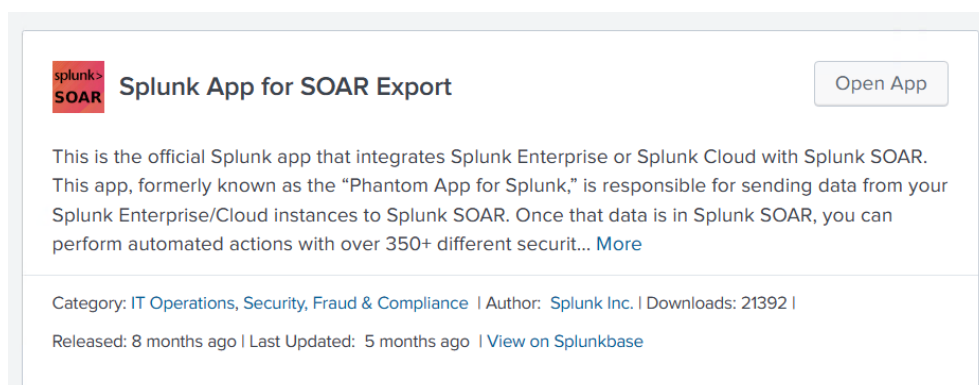 splunk>
SOAR
Splunk App for SOAR Export
Open App
This is the official Splunk app that integrates Splunk Enterprise or Splunk Cloud with Splunk SOAR.
This app, formerly known as the “Phantom App for Splunk,” is responsible for sending data from your
Splunk Enterprise/Cloud instances to Splunk SOAR. Once that data is in Splunk SOAR, you can
perform automated actions with over 350+ different securit... More
Category: IT Operations, Security, Fraud & Compliance | Author: Splunk Inc. | Downloads: 21392 |
Released: 8 months ago | Last Updated: 5 months ago | View on Splunkbase